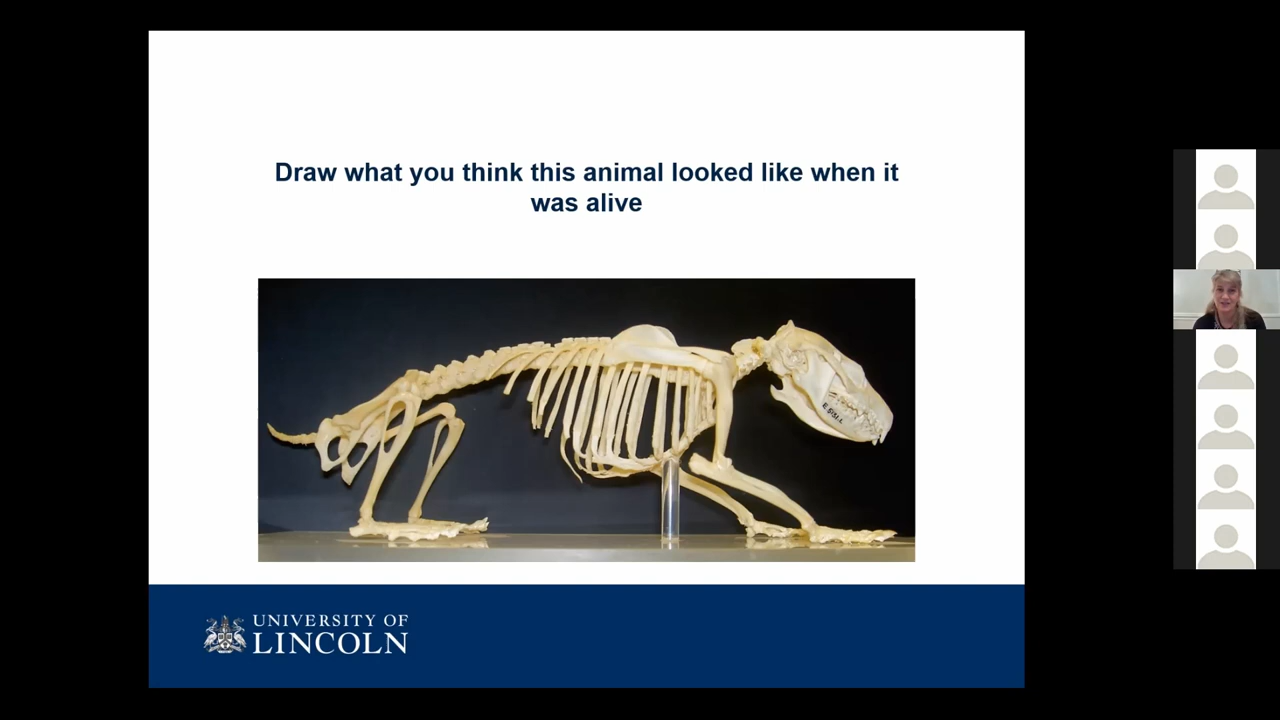 Draw what you think this animal looked like when it
was alive
UNIVERSITY OF
LINCOLN